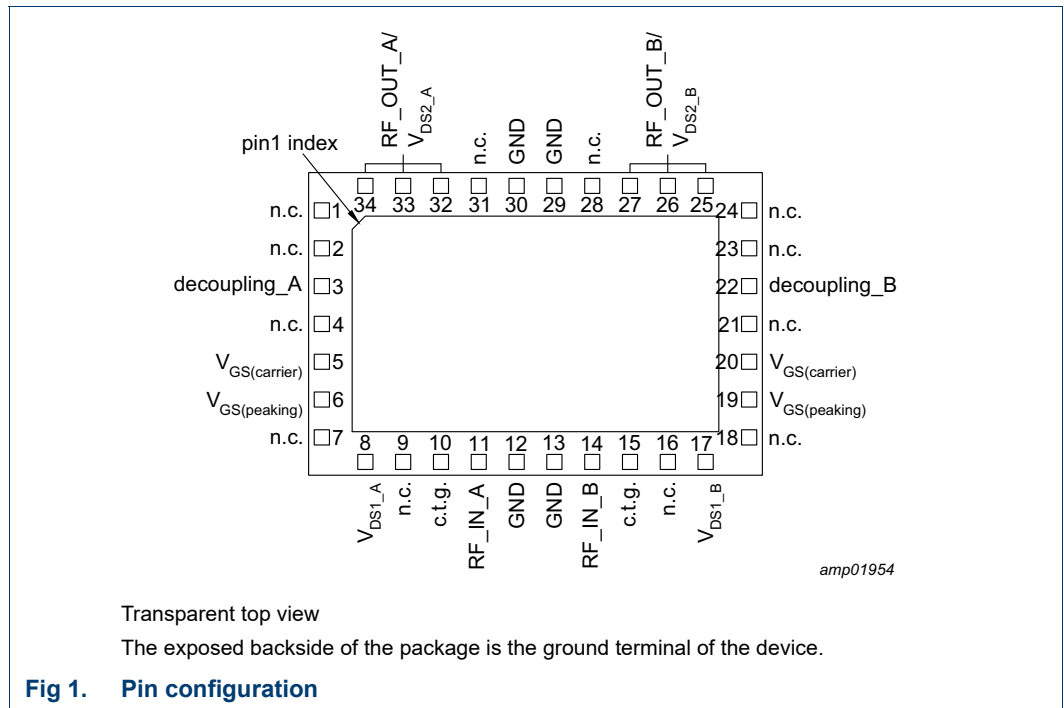 RF_OUT_A/
VDS2_A
RF_OUT_B/
VDS2_B
pin1 index
n.c.
GND
GND
n.c.
34 33 32 31 30 29 28 27 26 25
n.c. 1
24 n.c.
n.c. 2
23 n.c.
decoupling_A 3
22 decoupling_B
n.c. 4
21 n.c.
VGS(carrier) 5
20 VGS(carrier)
VGS(peaking) 6
19 VGS(peaking)
n.c. 7
18 n.c.
8 9 10 11 12 13 14 15 16 17
VDS1_A
n.c.
c.t.g.
RF_IN_A
GND
GND
RF_IN_B
c.t.g.
n.c.
VDS1_B
amp01954
Transparent top view
The exposed backside of the package is the ground terminal of the device.
Fig 1. Pin configuration